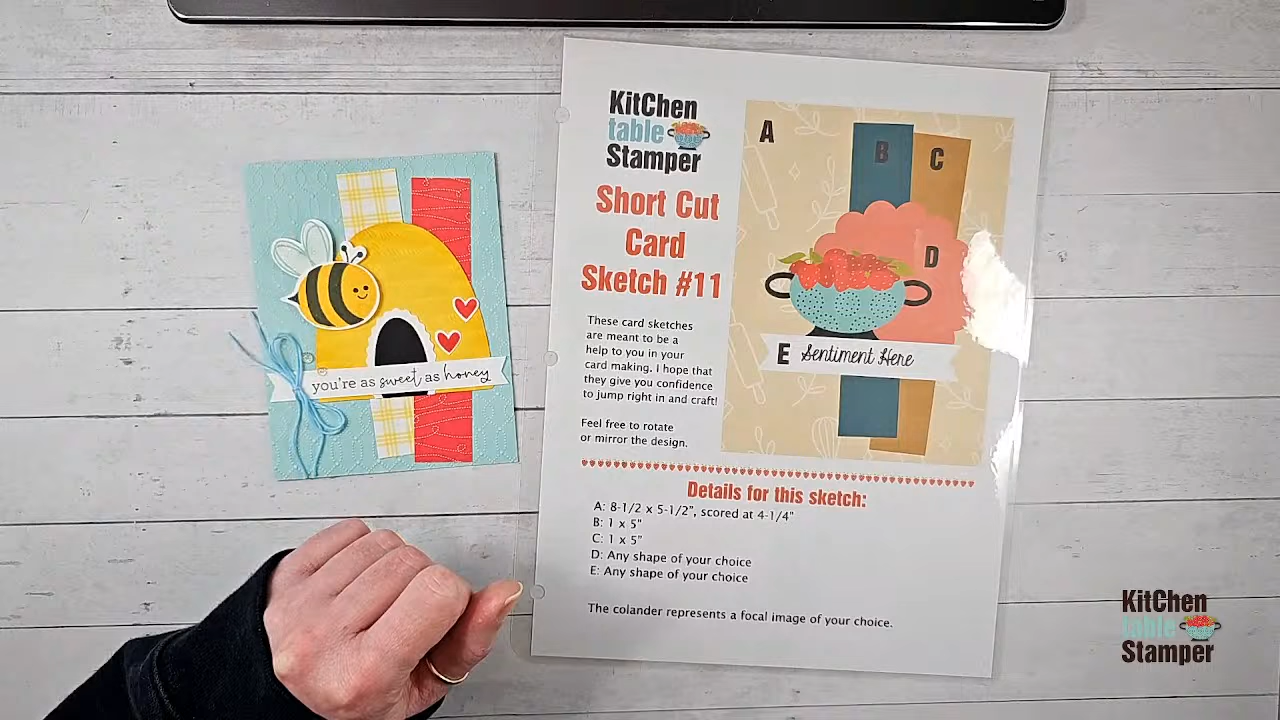 you're as sweet as honey
KitChen
table
Stamper
Short Cut
Card
Sketch #11
These card sketches
are meant to be a
help to you in your
card making. I hope that
they give you confidence
to jump right in and craft!
Feel free to rotate
or mirror the design.
A
B
C
D
E Sentiment Here
Details for this sketch:
A: 8-1/2 x 5-1/2", scored at 4-1/4"
B: 1 x 5"
C: 1 x 5"
D: Any shape of your choice
E: Any shape of your choice
The colander represents a focal image of your choice.
KitChen
table
Stamper